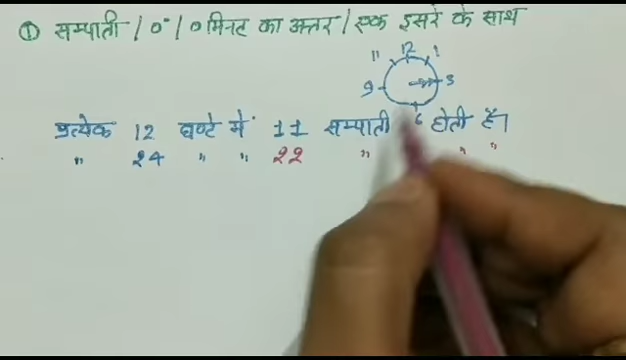 ① सम्पाती / 0° / 0 मिनट का अन्तर / एक दूसरे के साथ
11 12 1
9 3
6
प्रत्येक 12 घण्टे में 11 सम्पाती होती हैं।
" 24 " " 22 " " "